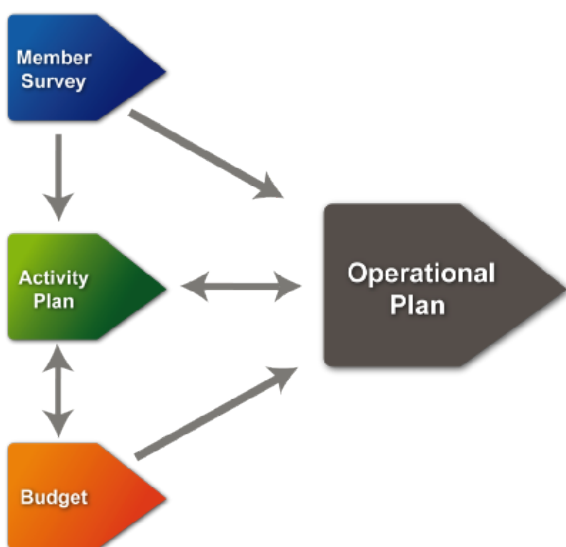 Member
Survey
Activity
Plan
Operational
Plan
Budget